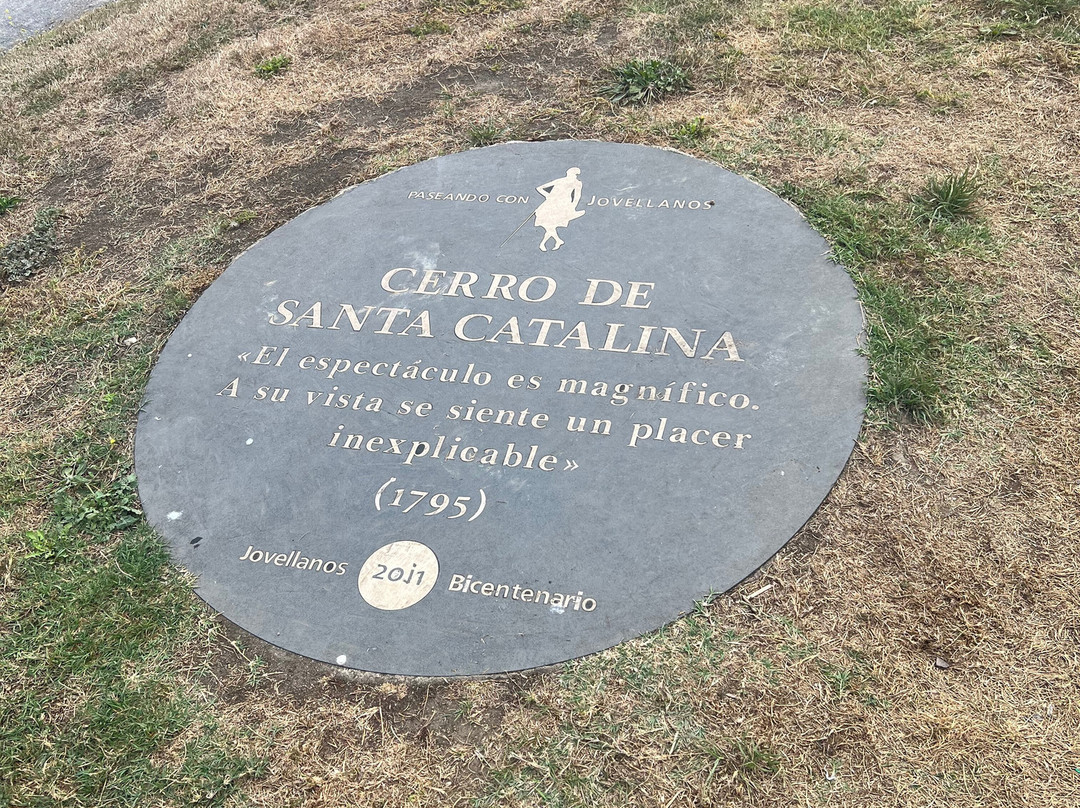 PASEANDO CON JOVELLANOS
CERRO DE
SANTA CATALINA
«El espectáculo es magnífico.
A su vista se siente un placer
inexplicable»
(1795)
Jovellanos 20j1 Bicentenario